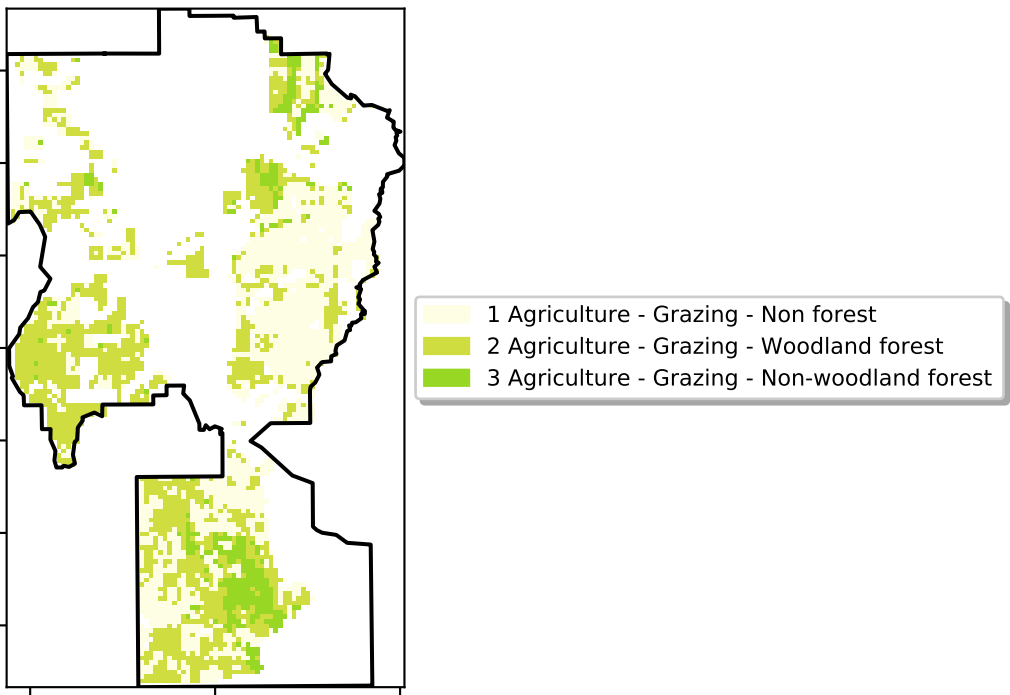 1 Agriculture - Grazing - Non forest
2 Agriculture - Grazing - Woodland forest
3 Agriculture - Grazing - Non-woodland forest